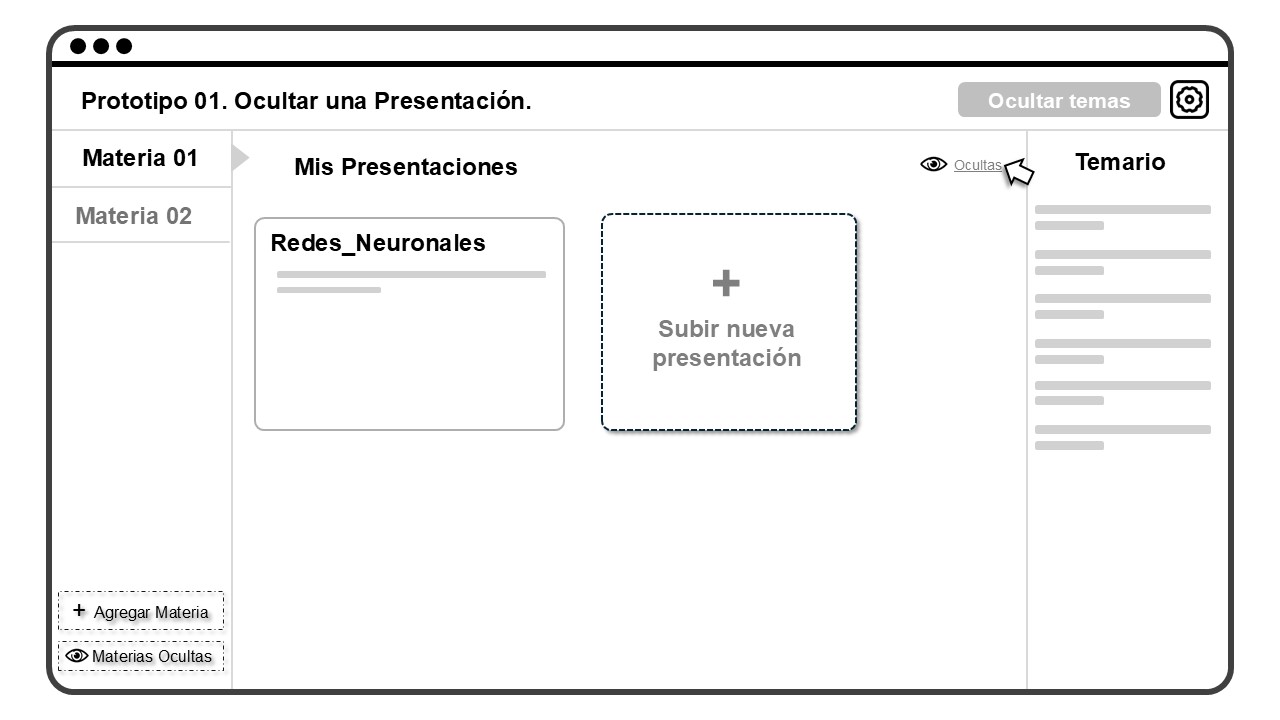 Prototipo 01. Ocultar una Presentación.
Ocultar temas
Materia 01
Materia 02
Mis Presentaciones
Ocultas
Temario
Redes_Neuronales
+
Subir nueva
presentación
+ Agregar Materia
Materias Ocultas